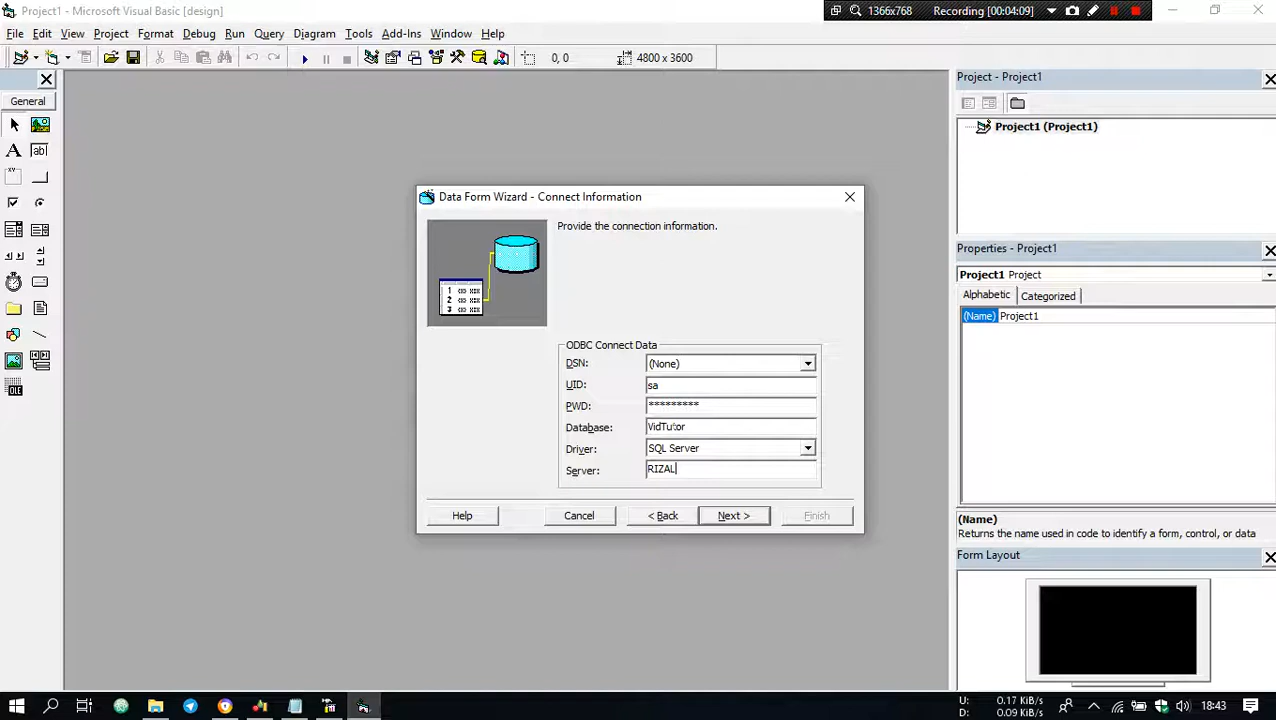 Project1 - Microsoft Visual Basic [design]
1366x768 Recording [00:04:09]
File Edit View Project Format Debug Run Query Diagram Tools Add-Ins Window Help
0, 0 4800 x 3600
General
A ab|
xy
OLE
Data Form Wizard - Connect Information
Provide the connection information.
ODBC Connect Data
DSN: (None)
UID: sa
PWD: *********
Database: VidTutor
Driver: SQL Server
Server: RIZAL
Help Cancel < Back Next > Finish
Project - Project1
Project1 (Project1)
Properties - Project1
Project1 Project
Alphabetic Categorized
(Name) Project1
(Name)
Returns the name used in code to identify a form, control, or data
Form Layout
U: 0.17 KiB/s
D: 0.09 KiB/s
18:43